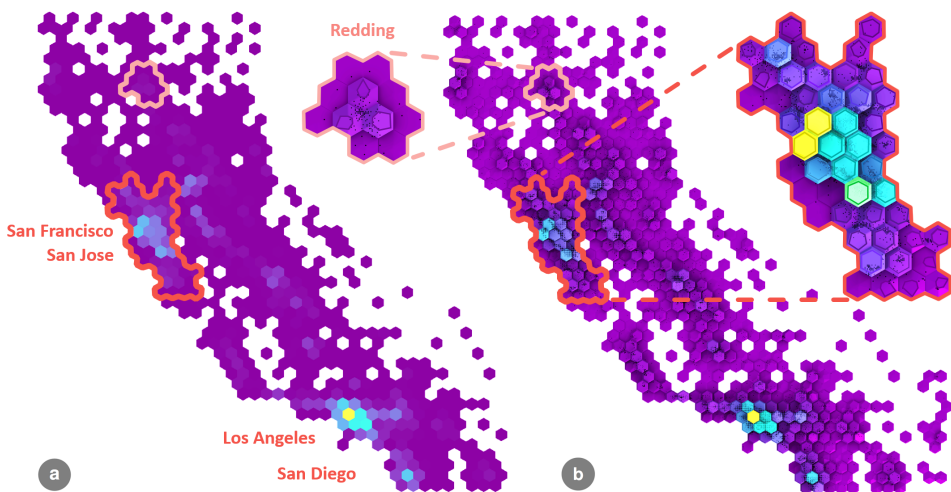 Redding
San Francisco
San Jose
Los Angeles
San Diego
a
b